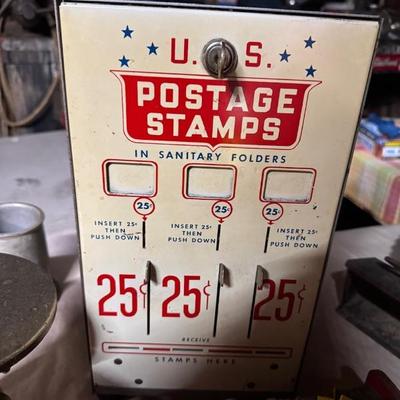 U. S.
POSTAGE
STAMPS
IN SANITARY FOLDERS
25¢ 25¢ 25¢
INSERT 25¢ THEN PUSH DOWN
INSERT 25¢ THEN PUSH DOWN
INSERT 25¢ THEN PUSH DOWN
25¢ 25¢ 25¢
RECEIVE
STAMPS HERE